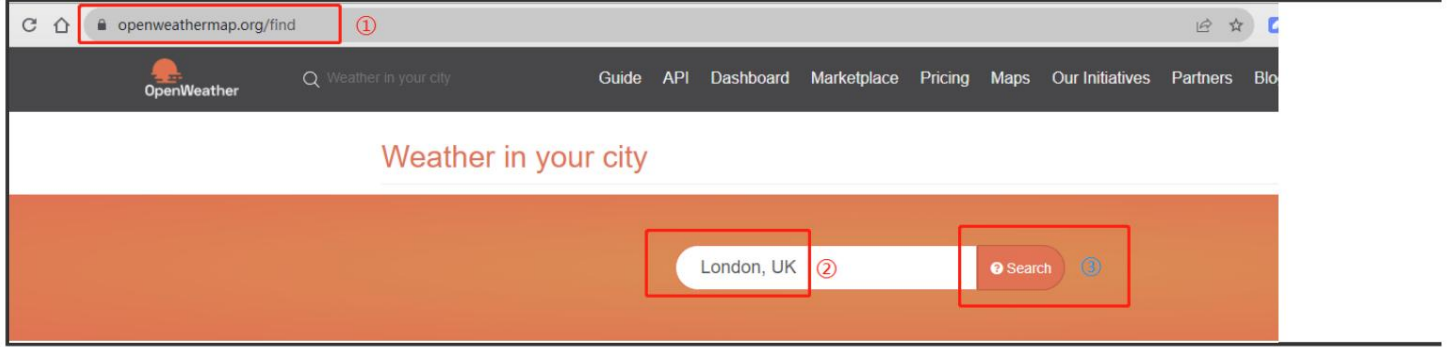 openweathermap.org/find ①
OpenWeather Weather in your city Guide API Dashboard Marketplace Pricing Maps Our Initiatives Partners Blo
Weather in your city
London, UK ② Search ③